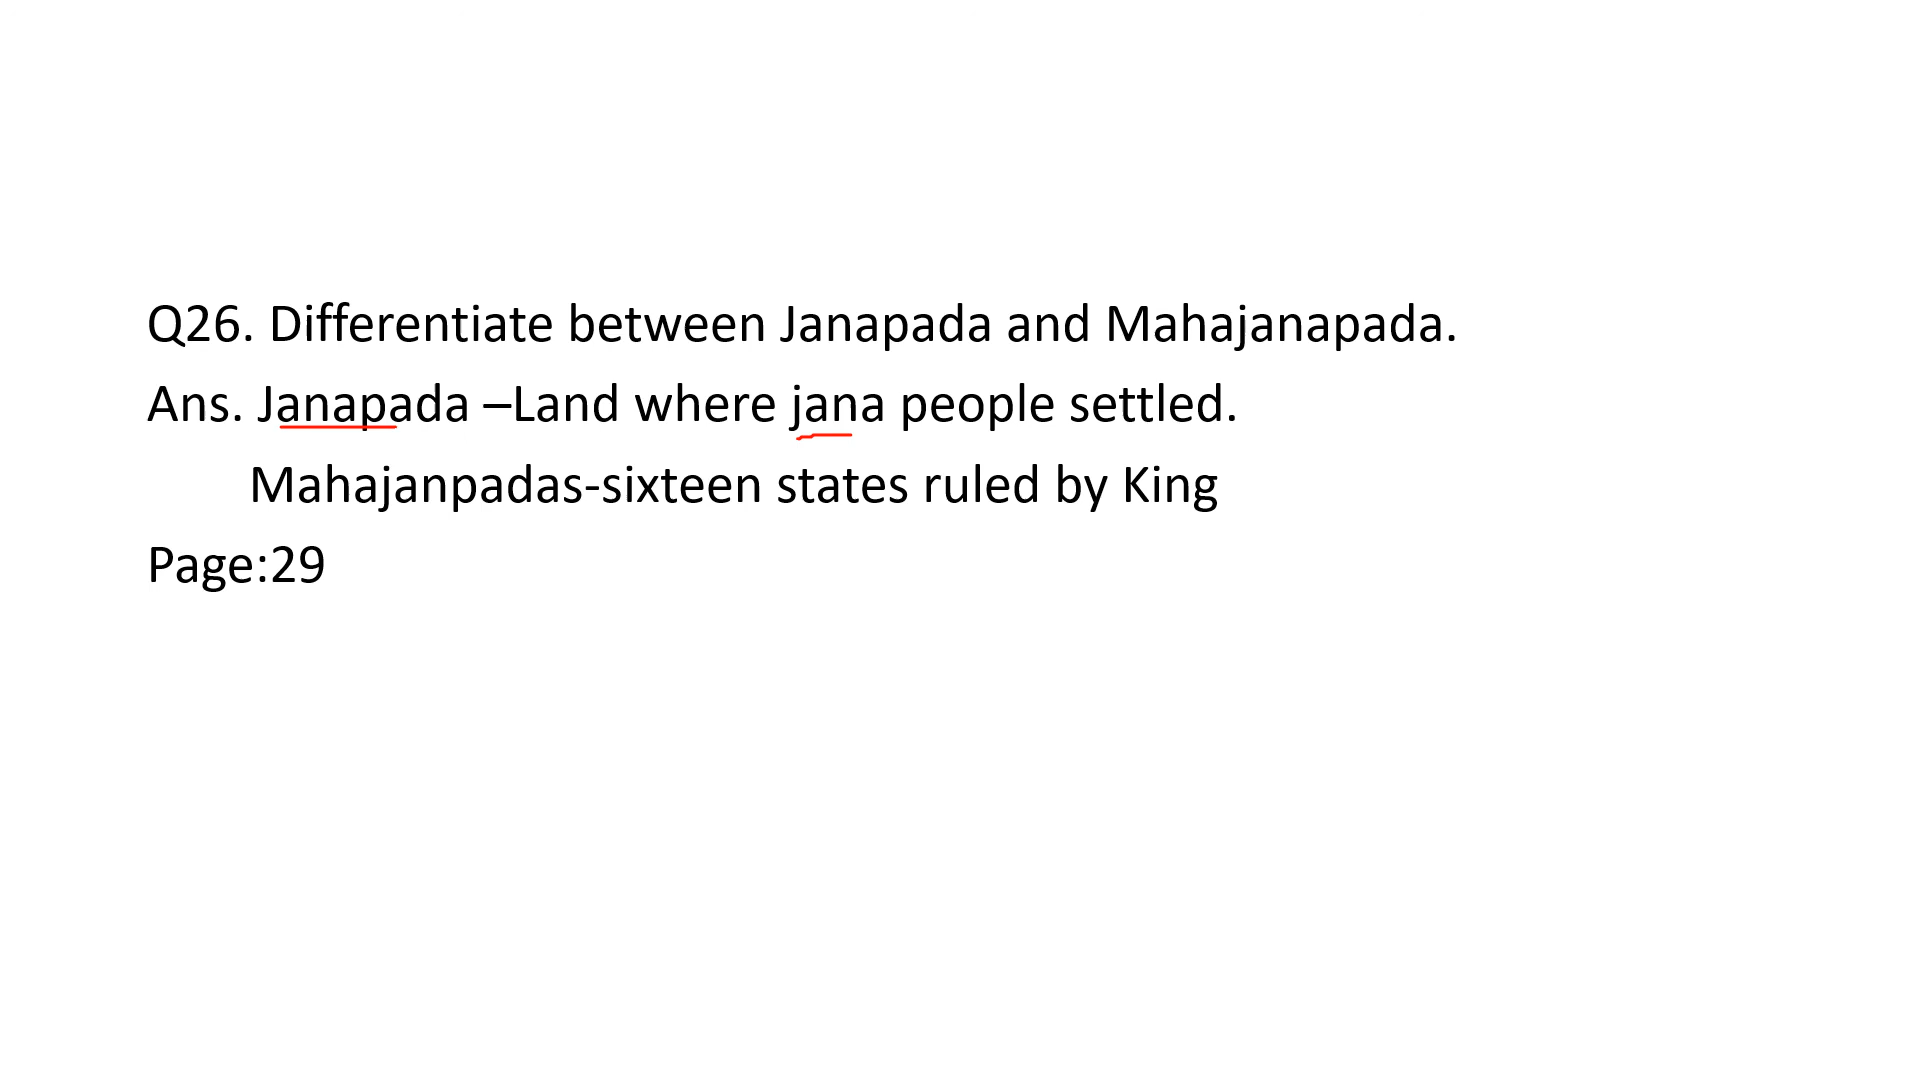 Q26. Differentiate between Janapada and Mahajanapada.
Ans. Janapada –Land where jana people settled.
Mahajanpadas-sixteen states ruled by King
Page:29